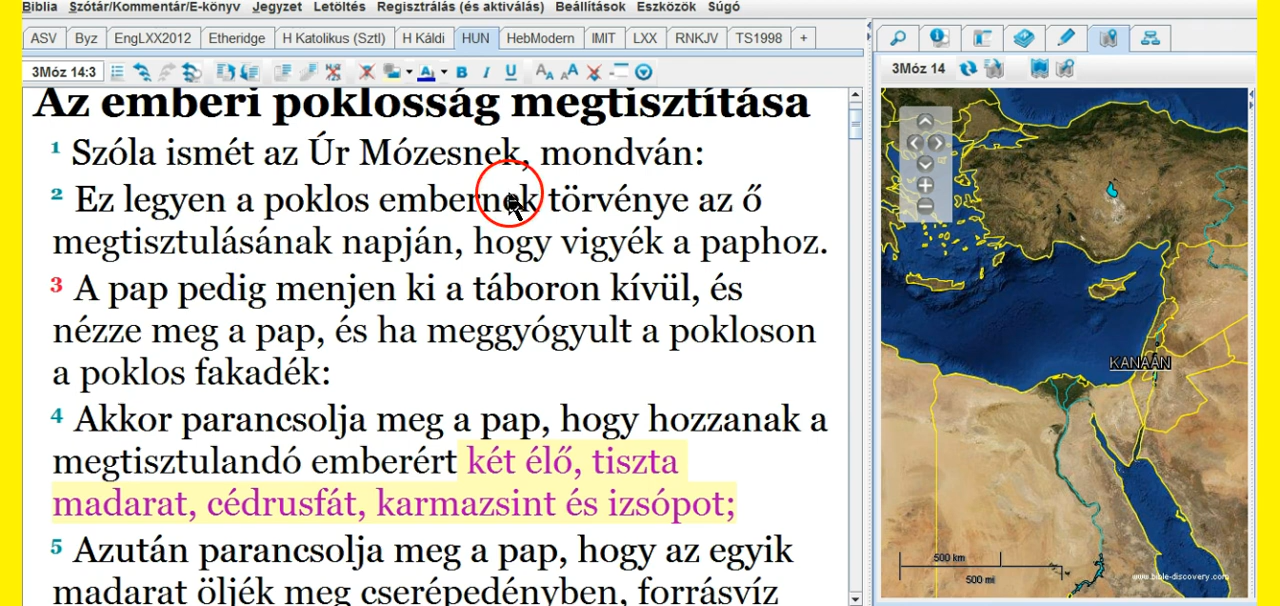 Biblia Szótár/Kommentár/E-könyv Jegyzet Letöltés Regisztrálás (és aktiválás) Beállítások Eszközök Súgó
ASV Byz EngLXX2012 Etheridge H Katolikus (Sztl) H Káldi HUN HebModern IMIT LXX RNKJV TS1998 +
3Móz 14:3
3Móz 14
Az emberi poklosság megtisztítása
1 Szóla ismét az Úr Mózesnek, mondván:
2 Ez legyen a poklos embernek törvénye az ő
megtisztulásának napján, hogy vigyék a paphoz.
3 A pap pedig menjen ki a táboron kívül, és
nézze meg a pap, és ha meggyógyult a pokloson
a poklos fakadék:
4 Akkor parancsolja meg a pap, hogy hozzanak a
megtisztulandó emberért két élő, tiszta
madarat, cédrusfát, karmazsint és izsópot;
5 Azután parancsolja meg a pap, hogy az egyik
madarat öljék meg cserépedényben, forrásvíz
KANAÁN
500 km
500 mi
www.bible-discovery.com